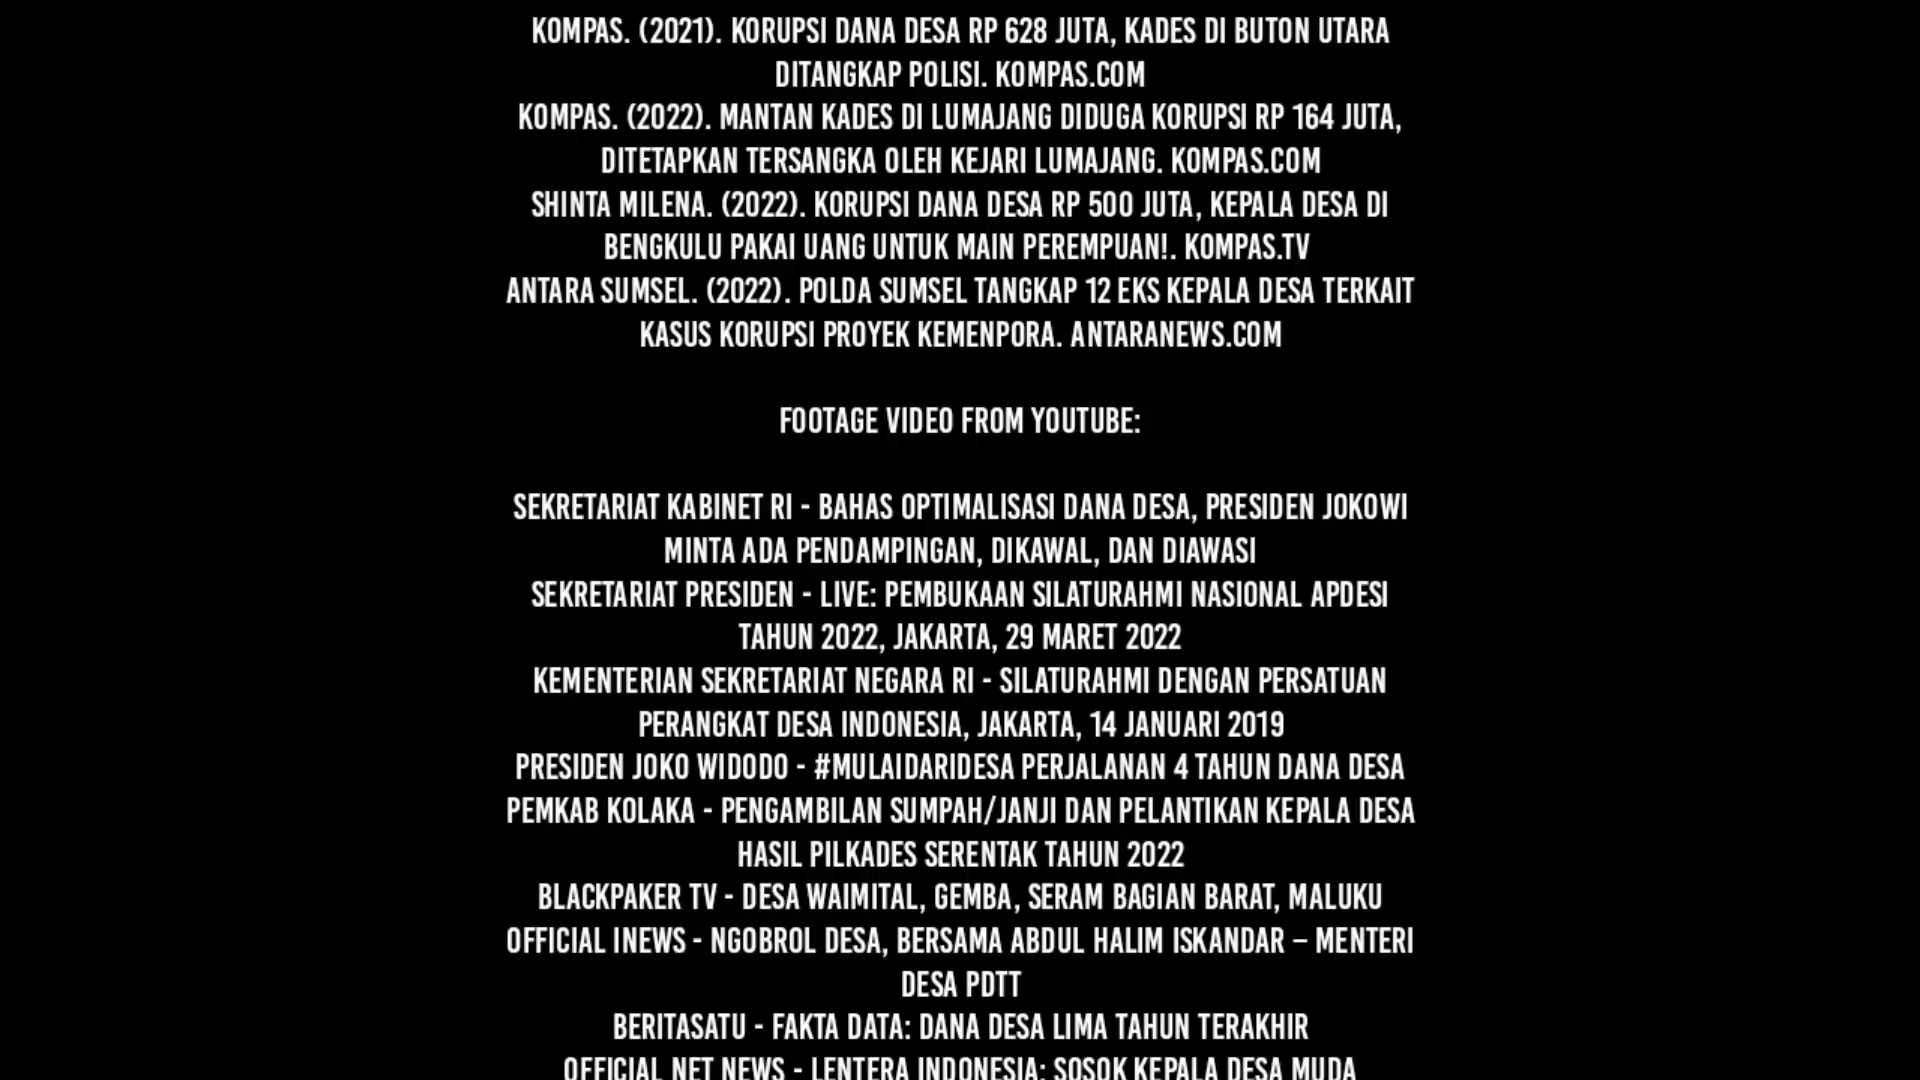 KOMPAS. (2021). KORUPSI DANA DESA RP 628 JUTA, KADES DI BUTON UTARA
DITANGKAP POLISI. KOMPAS.COM
KOMPAS. (2022). MANTAN KADES DI LUMAJANG DIDUGA KORUPSI RP 164 JUTA,
DITETAPKAN TERSANGKA OLEH KEJARI LUMAJANG. KOMPAS.COM
SHINTA MILENA. (2022). KORUPSI DANA DESA RP 500 JUTA, KEPALA DESA DI
BENGKULU PAKAI UANG UNTUK MAIN PEREMPUAN!. KOMPAS.TV
ANTARA SUMSEL. (2022). POLDA SUMSEL TANGKAP 12 EKS KEPALA DESA TERKAIT
KASUS KORUPSI PROYEK KEMENPORA. ANTARANEWS.COM
FOOTAGE VIDEO FROM YOUTUBE:
SEKRETARIAT KABINET RI - BAHAS OPTIMALISASI DANA DESA, PRESIDEN JOKOWI
MINTA ADA PENDAMPINGAN, DIKAWAL, DAN DIAWASI
SEKRETARIAT PRESIDEN - LIVE: PEMBUKAAN SILATURAHMI NASIONAL APDESI
TAHUN 2022, JAKARTA, 29 MARET 2022
KEMENTERIAN SEKRETARIAT NEGARA RI - SILATURAHMI DENGAN PERSATUAN
PERANGKAT DESA INDONESIA, JAKARTA, 14 JANUARI 2019
PRESIDEN JOKO WIDODO - #MULAIDARIDESA PERJALANAN 4 TAHUN DANA DESA
PEMKAB KOLAKA - PENGAMBILAN SUMPAH/JANJI DAN PELANTIKAN KEPALA DESA
HASIL PILKADES SERENTAK TAHUN 2022
BLACKPAKER TV - DESA WAIMITAL, GEMBA, SERAM BAGIAN BARAT, MALUKU
OFFICIAL INEWS - NGOBROL DESA, BERSAMA ABDUL HALIM ISKANDAR – MENTERI
DESA PDTT
BERITASATU - FAKTA DATA: DANA DESA LIMA TAHUN TERAKHIR
OFFICIAL NET NEWS - LENTERA INDONESIA: SOSOK KEPALA DESA MUDA